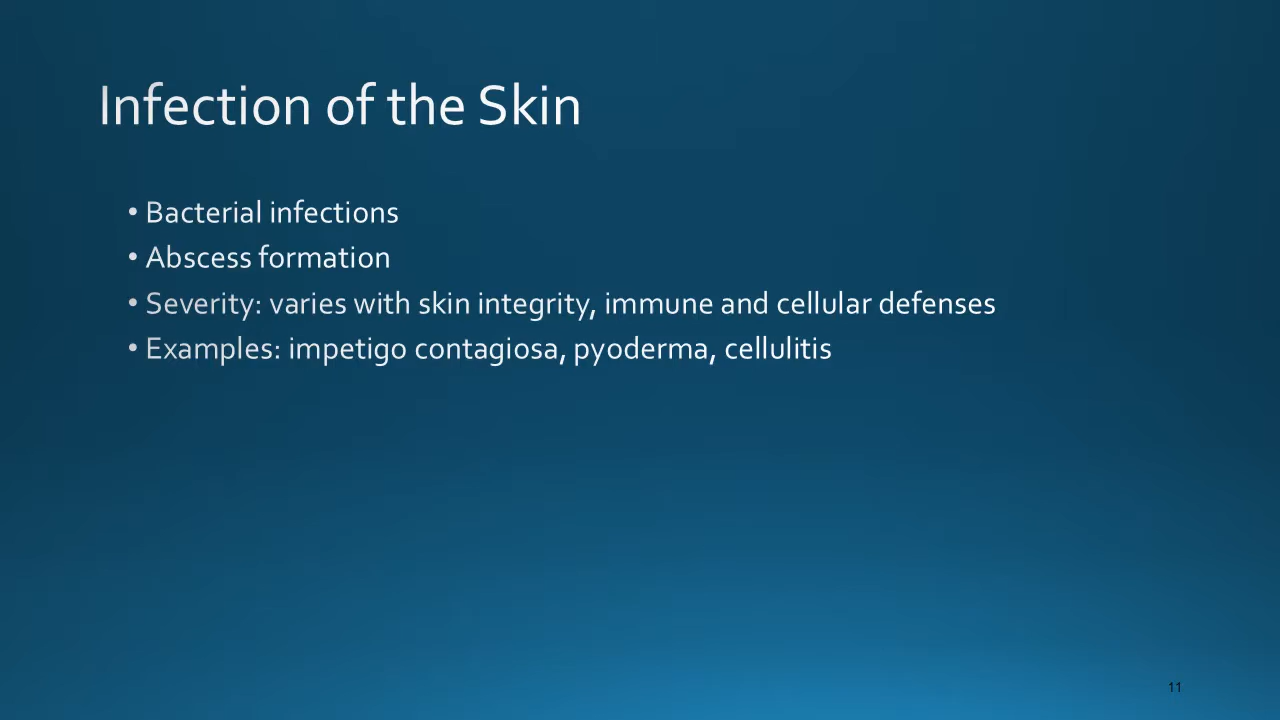 Infection of the Skin
• Bacterial infections
• Abscess formation
• Severity: varies with skin integrity, immune and cellular defenses
• Examples: impetigo contagiosa, pyoderma, cellulitis
11